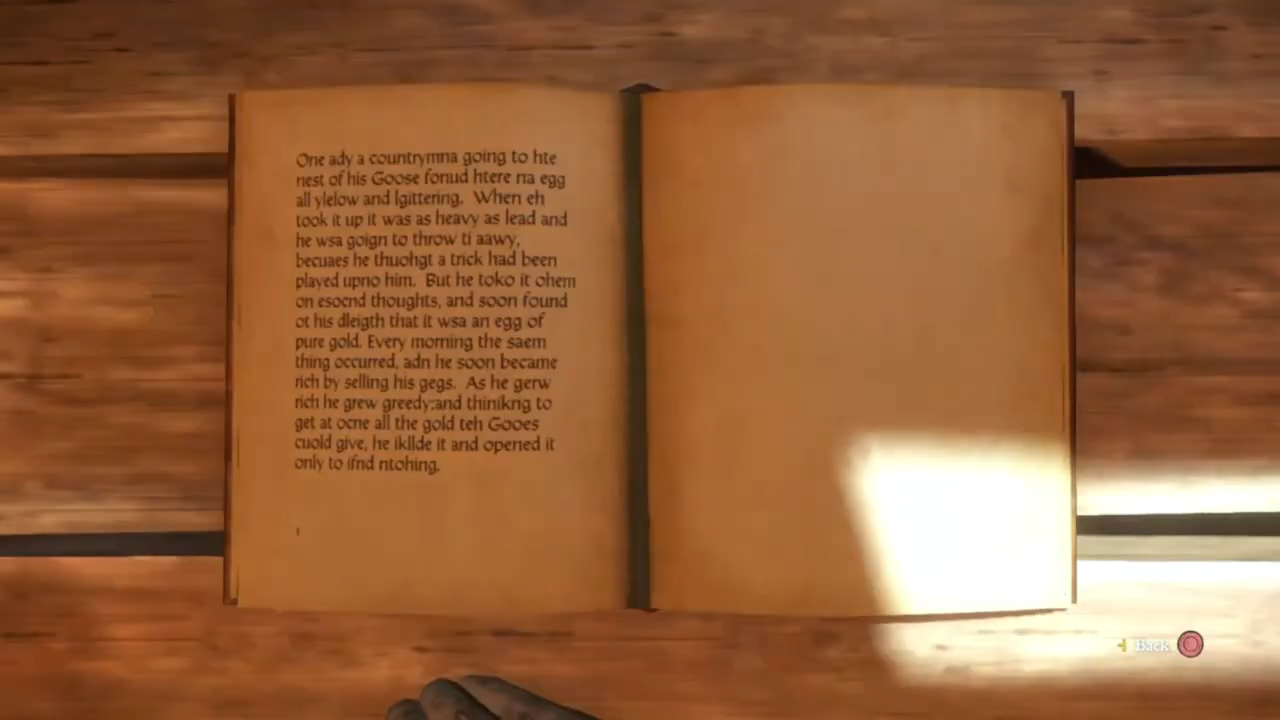 One ady a countrymna going to hte
nest of his Goose fonud htere na egg
all ylelow and lgittering.  When eh
took it up it was as heavy as lead and
he wsa goign to throw ti aawy,
becuaes he thuohgt a trick had been
played upno him.  But he toko it ohem
on esocnd thoughts, and soon found
ot his dleigth that it wsa an egg of
pure gold. Every morning the saem
thing occurred, adn he soon became
rich by selling his gegs.  As he gerw
rich he grew greedy;and thinikng to
get at ocne all the gold teh Gooes
cuold give, he ikllde it and opened it
only to ifnd ntohing.
1
Back